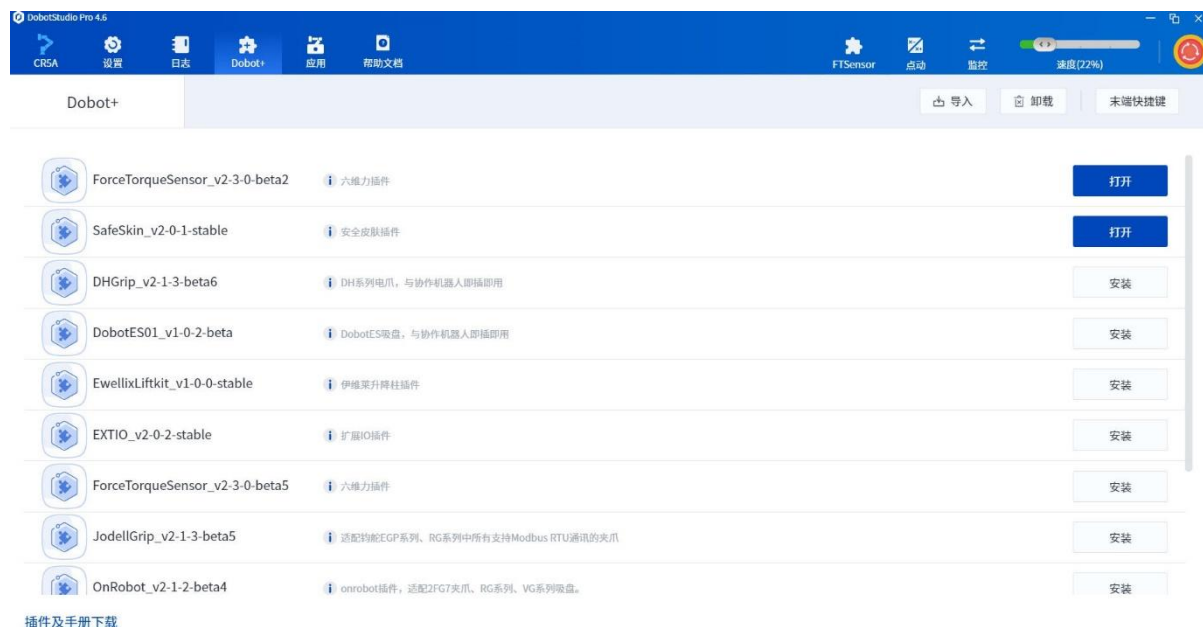 DobotStudio Pro 4.6
CR5A 设置 日志 Dobot+ 应用 帮助文档 FTSensor 点动 监控 速度(22%)
Dobot+ 导入 卸载 末端快捷键
ForceTorqueSensor_v2-3-0-beta2 六维力插件 打开
SafeSkin_v2-0-1-stable 安全皮肤插件 打开
DHGrip_v2-1-3-beta6 DH系列电爪，与协作机器人即插即用 安装
DobotES01_v1-0-2-beta DobotES吸盘，与协作机器人即插即用 安装
EwellixLiftkit_v1-0-0-stable 伊维莱升降柱插件 安装
EXTIO_v2-0-2-stable 扩展IO插件 安装
ForceTorqueSensor_v2-3-0-beta5 六维力插件 安装
JodellGrip_v2-1-3-beta5 适配钧舵EGP系列、RG系列中所有支持Modbus RTU通讯的夹爪 安装
OnRobot_v2-1-2-beta4 onrobot插件，适配2FG7夹爪、RG系列、VG系列吸盘。 安装
插件及手册下载